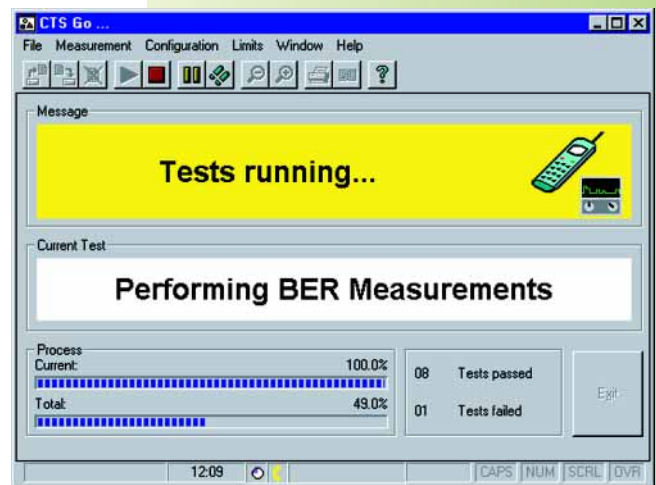 CTS Go ...
File Measurement Configuration Limits Window Help
Message
Tests running...
Current Test
Performing BER Measurements
Process
Current: 100.0%
Total: 49.0%
08 Tests passed
01 Tests failed
Exit
12:09 CAPS NUM SCRL OVR